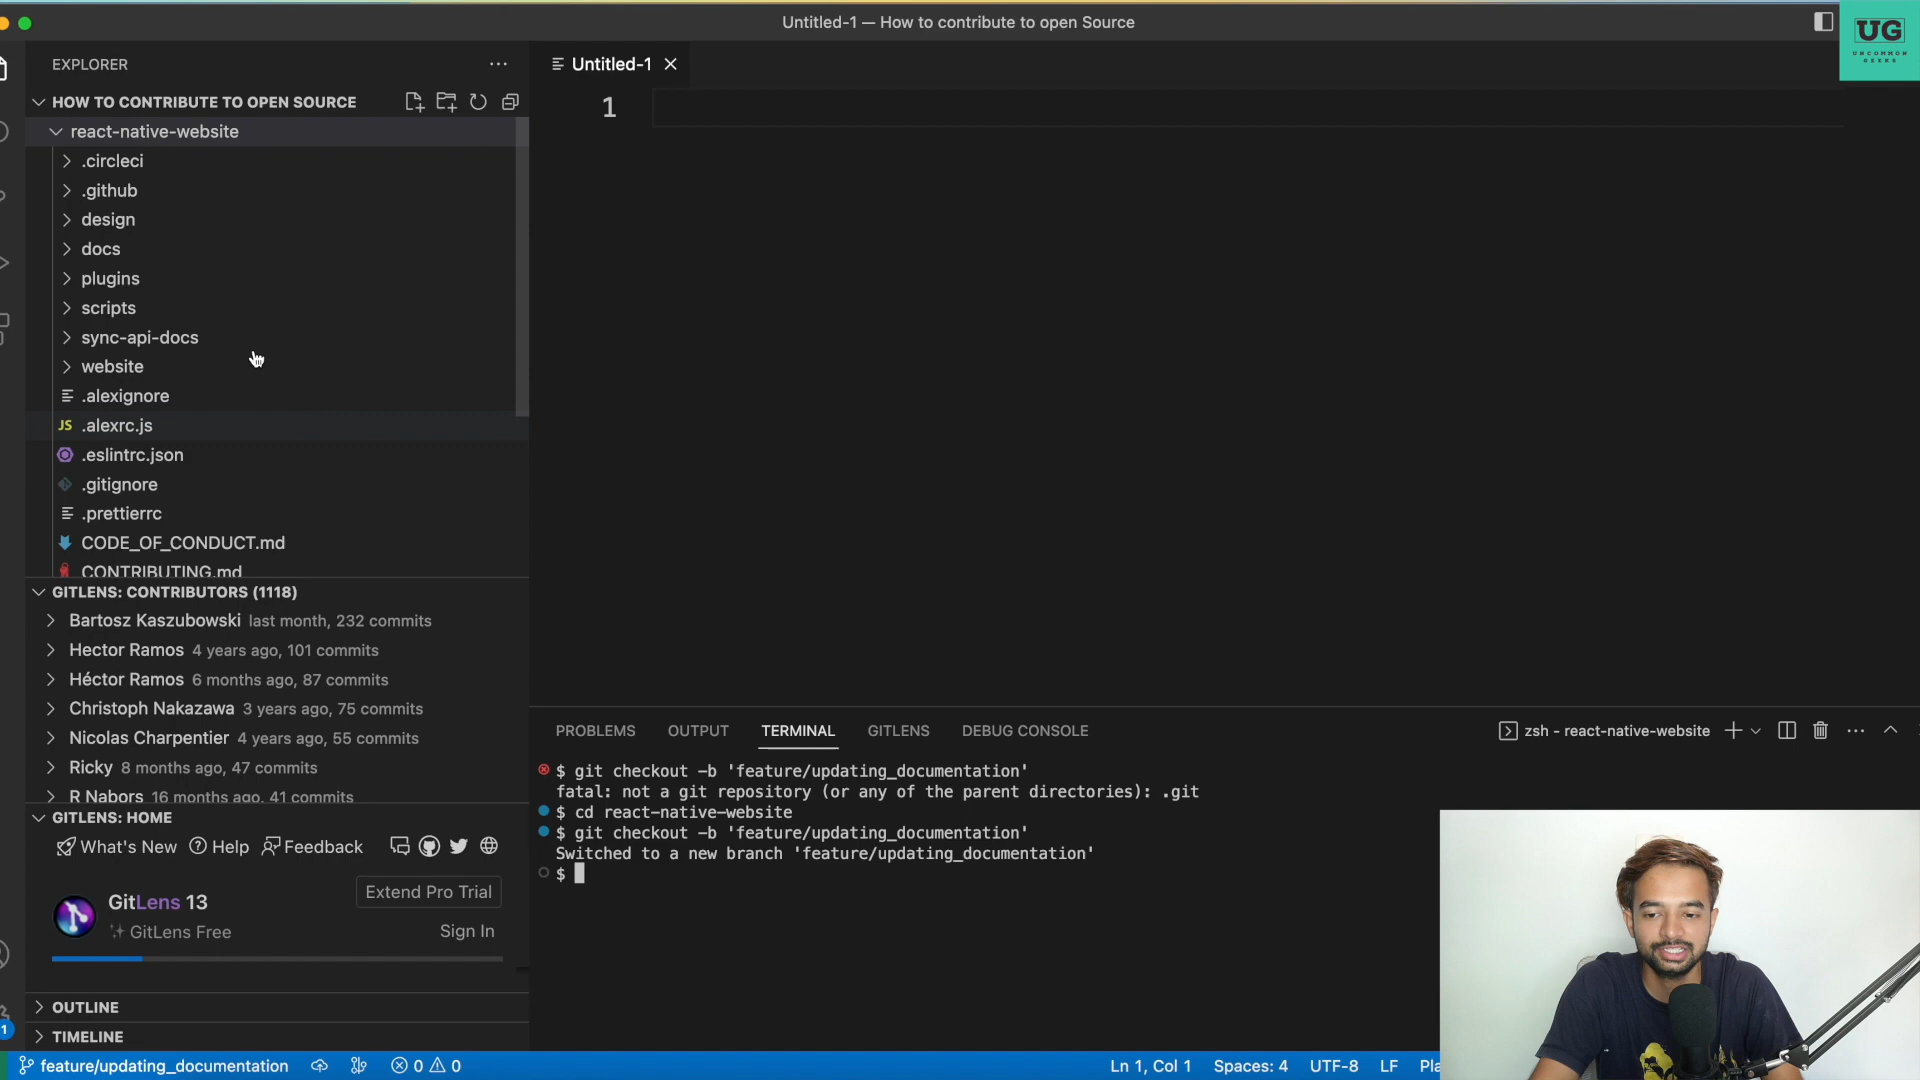 Untitled-1 — How to contribute to open Source
UG
UNCOMMON
GEEKS
EXPLORER
HOW TO CONTRIBUTE TO OPEN SOURCE
react-native-website
.circleci
.github
design
docs
plugins
scripts
sync-api-docs
website
.alexignore
JS .alexrc.js
.eslintrc.json
.gitignore
.prettierrc
CODE_OF_CONDUCT.md
CONTRIBUTING.md
GITLENS: CONTRIBUTORS (1118)
Bartosz Kaszubowski last month, 232 commits
Hector Ramos 4 years ago, 101 commits
Héctor Ramos 6 months ago, 87 commits
Christoph Nakazawa 3 years ago, 75 commits
Nicolas Charpentier 4 years ago, 55 commits
Ricky 8 months ago, 47 commits
R Nabors 16 months ago, 41 commits
GITLENS: HOME
What's New Help Feedback
GitLens 13 Extend Pro Trial
GitLens Free Sign In
OUTLINE
TIMELINE
1
Untitled-1
1
PROBLEMS OUTPUT TERMINAL GITLENS DEBUG CONSOLE
zsh - react-native-website
$ git checkout -b 'feature/updating_documentation'
fatal: not a git repository (or any of the parent directories): .git
$ cd react-native-website
$ git checkout -b 'feature/updating_documentation'
Switched to a new branch 'feature/updating_documentation'
$
feature/updating_documentation 0 0
Ln 1, Col 1 Spaces: 4 UTF-8 LF Pla